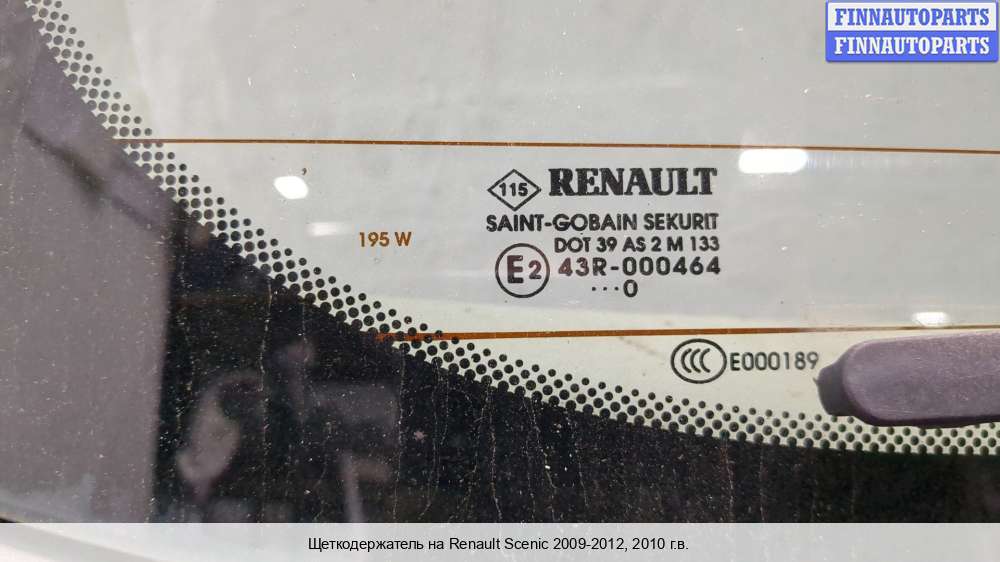 FINNAUTOPARTS
FINNAUTOPARTS
115 RENAULT
SAINT-GOBAIN SEKURIT
195 W
DOT 39 AS 2 M 133
E2 43R-000464
···0
CCC E000189
Щеткодержатель на Renault Scenic 2009-2012, 2010 г.в.